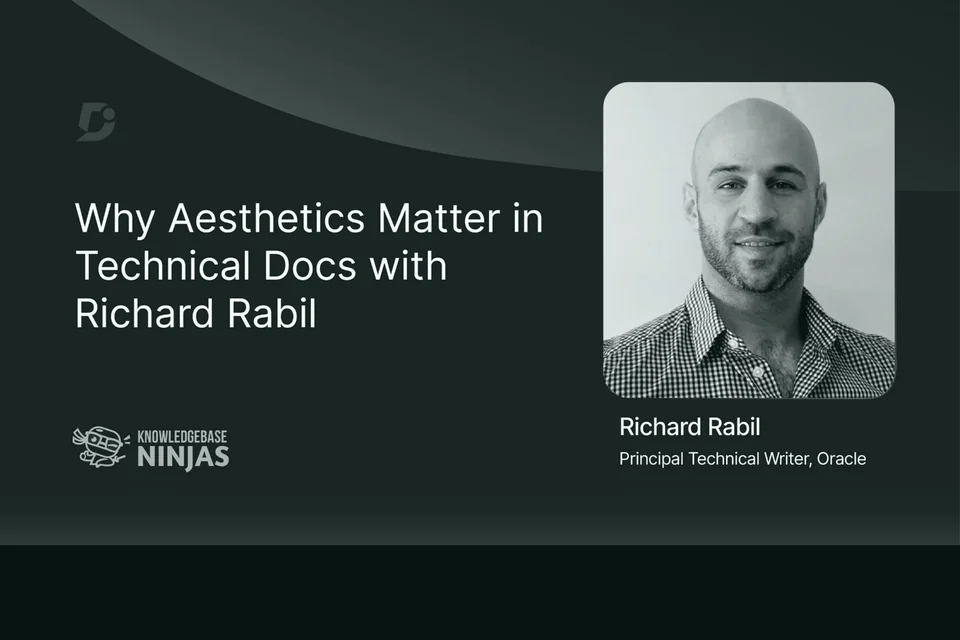 Why Aesthetics Matter in
Technical Docs with
Richard Rabil
KNOWLEDGEBASE
NINJAS
Richard Rabil
Principal Technical Writer, Oracle